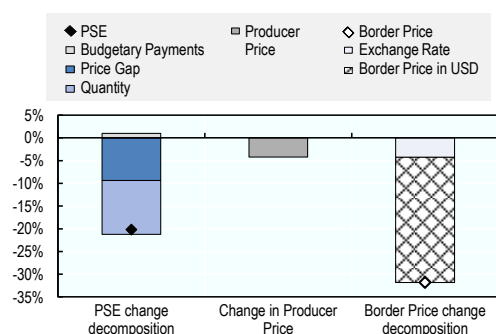 PSE
Budgetary Payments
Price Gap
Quantity
Producer
Price
Border Price
Exchange Rate
Border Price in USD
5%
0%
-5%
-10%
-15%
-20%
-25%
-30%
-35%
PSE change
decomposition
Change in Producer
Price
Border Price change
decomposition